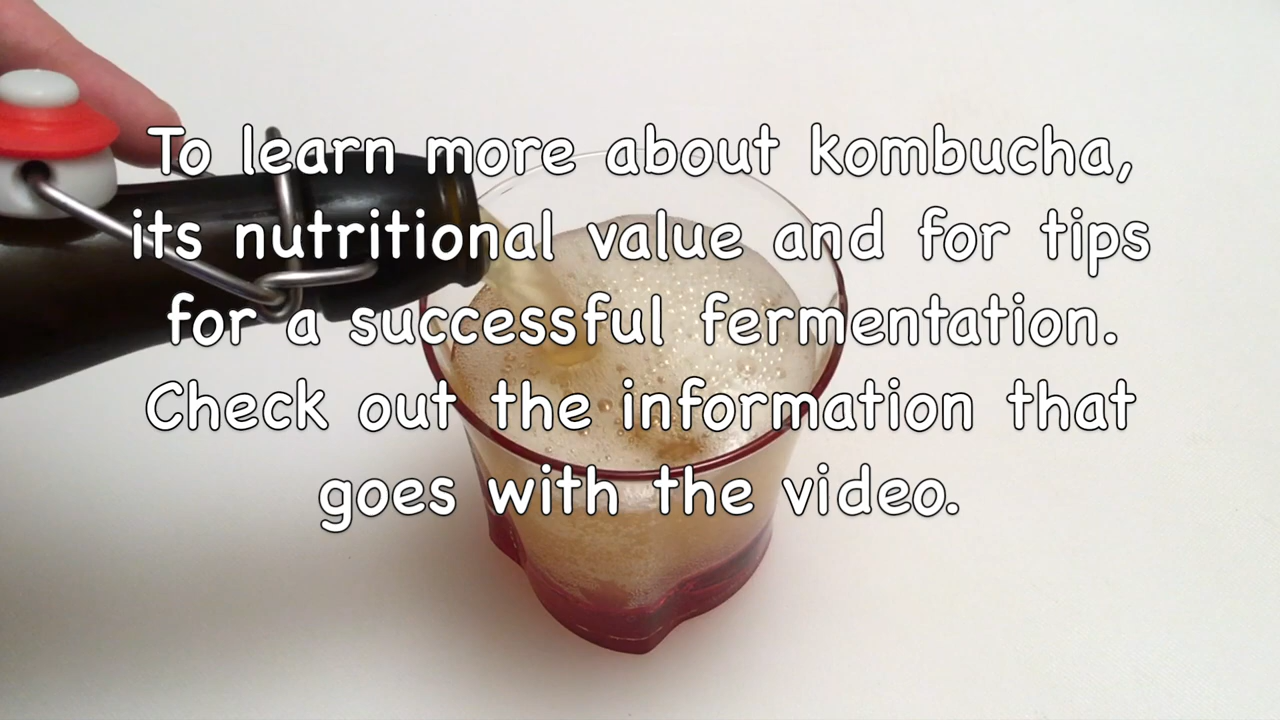 To learn more about kombucha,
its nutritional value and for tips
for a successful fermentation.
Check out the information that
goes with the video.